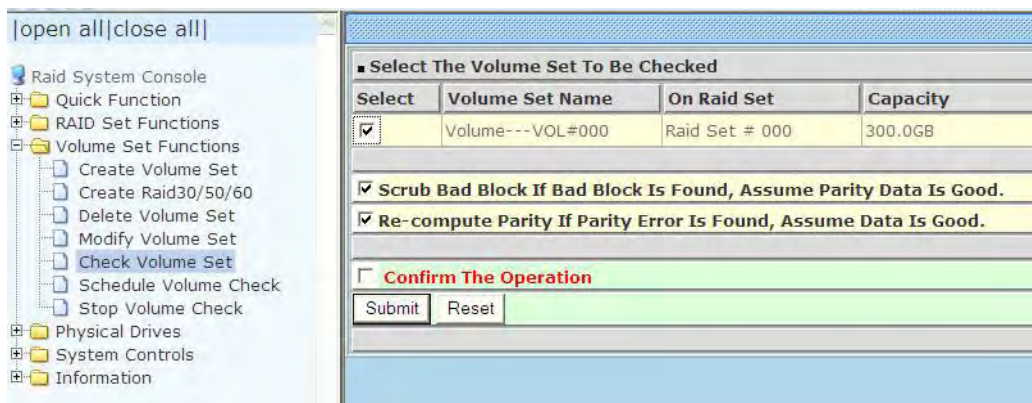 |open all|close all|
Raid System Console
Quick Function
RAID Set Functions
Volume Set Functions
Create Volume Set
Create Raid30/50/60
Delete Volume Set
Modify Volume Set
Check Volume Set
Schedule Volume Check
Stop Volume Check
Physical Drives
System Controls
Information
Select The Volume Set To Be Checked
Select Volume Set Name On Raid Set Capacity
Volume---VOL#000 Raid Set # 000 300.0GB
Scrub Bad Block If Bad Block Is Found, Assume Parity Data Is Good.
Re-compute Parity If Parity Error Is Found, Assume Data Is Good.
Confirm The Operation
Submit Reset